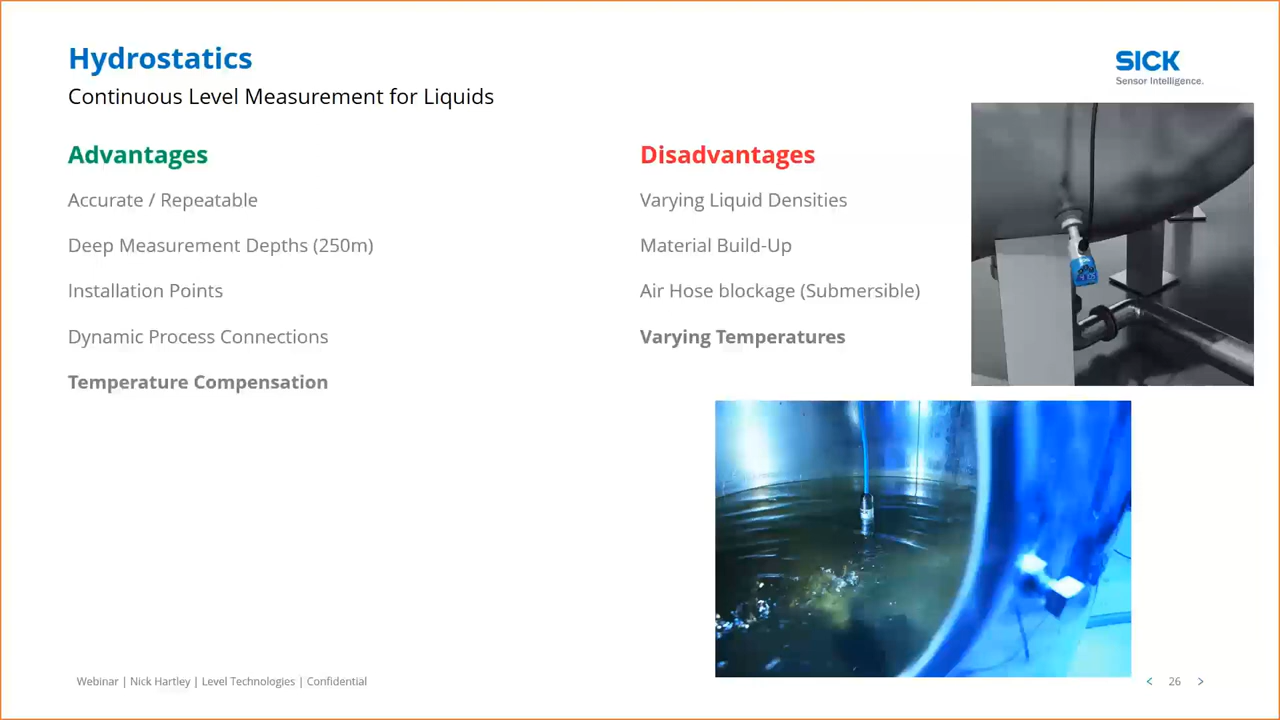 Hydrostatics
Continuous Level Measurement for Liquids
SICK
Sensor Intelligence.
Advantages
Accurate / Repeatable
Deep Measurement Depths (250m)
Installation Points
Dynamic Process Connections
Temperature Compensation
Disadvantages
Varying Liquid Densities
Material Build-Up
Air Hose blockage (Submersible)
Varying Temperatures
Webinar | Nick Hartley | Level Technologies | Confidential
< 26 >